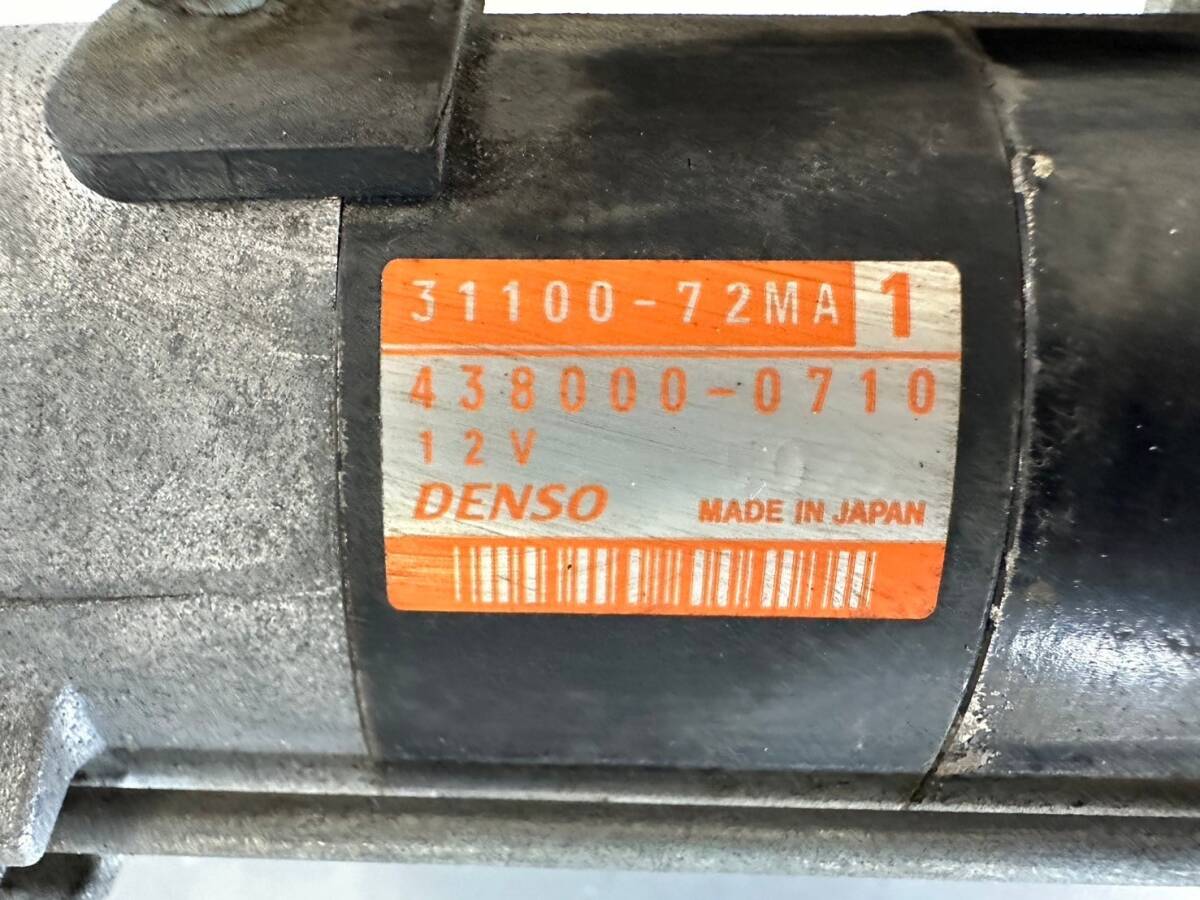 31100-72MA 1
438000-0710
12V
DENSO MADE IN JAPAN